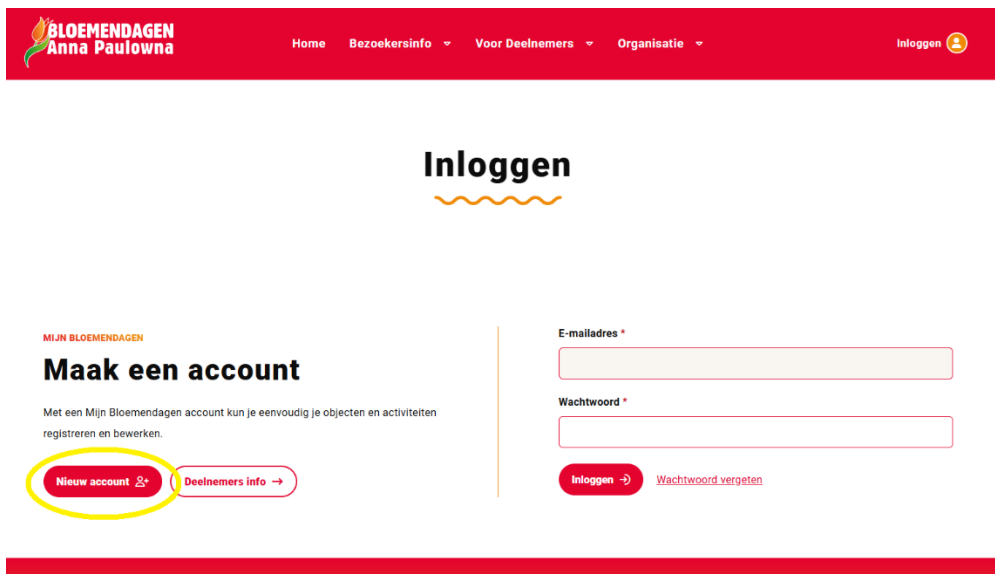 BLOEMENDAGEN
Anna Paulowna
Home Bezoekersinfo Voor Deelnemers Organisatie Inloggen
Inloggen
MIJN BLOEMENDAGEN
Maak een account
Met een Mijn Bloemendagen account kun je eenvoudig je objecten en activiteiten
registreren en bewerken.
Nieuw account Deelnemers info →
E-mailadres *
Wachtwoord *
Inloggen Wachtwoord vergeten